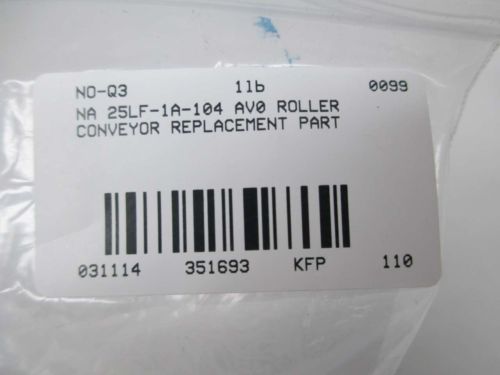 NO-Q3 1lb 0099
NA 25LF-1A-104 AV0 ROLLER
CONVEYOR REPLACEMENT PART
031114 351693 KFP 110